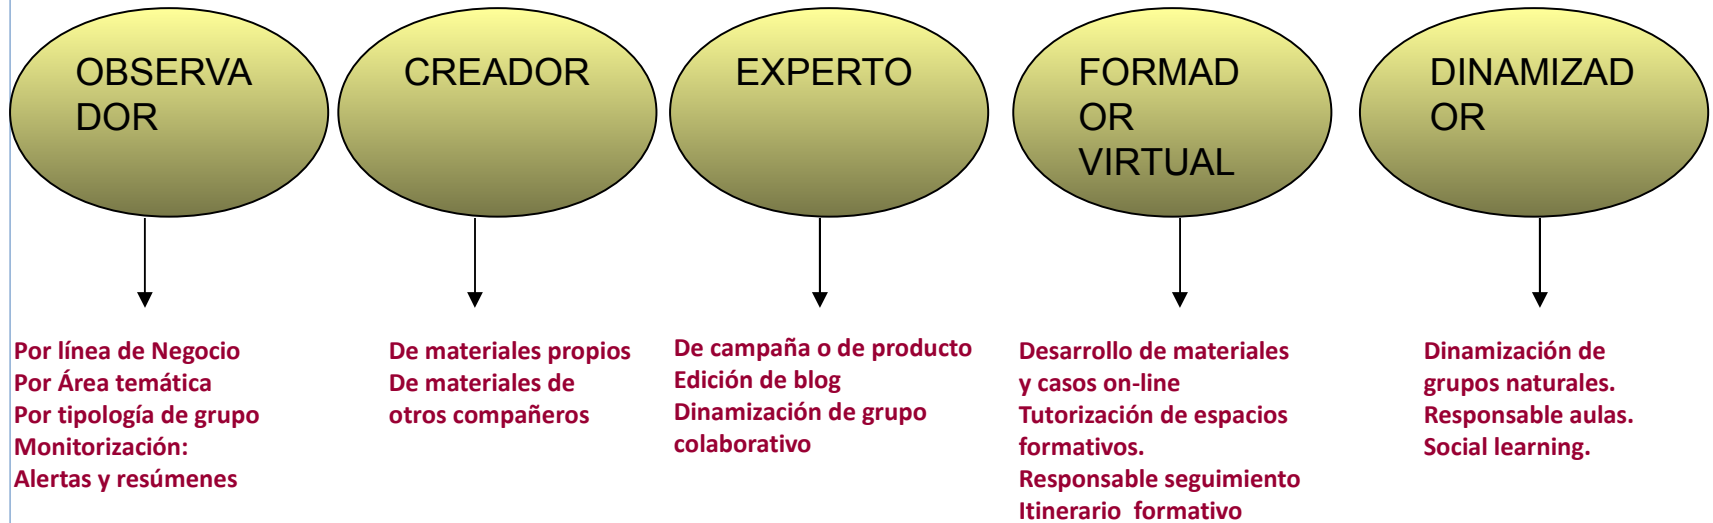 OBSERVA
DOR
CREADOR
EXPERTO
FORMAD
OR
VIRTUAL
DINAMIZAD
OR
Por línea de Negocio
Por Área temática
Por tipología de grupo
Monitorización:
Alertas y resúmenes
De materiales propios
De materiales de
otros compañeros
De campaña o de producto
Edición de blog
Dinamización de grupo
colaborativo
Desarrollo de materiales
y casos on-line
Tutorización de espacios
formativos.
Responsable seguimiento
Itinerario formativo
Dinamización de
grupos naturales.
Responsable aulas.
Social learning.